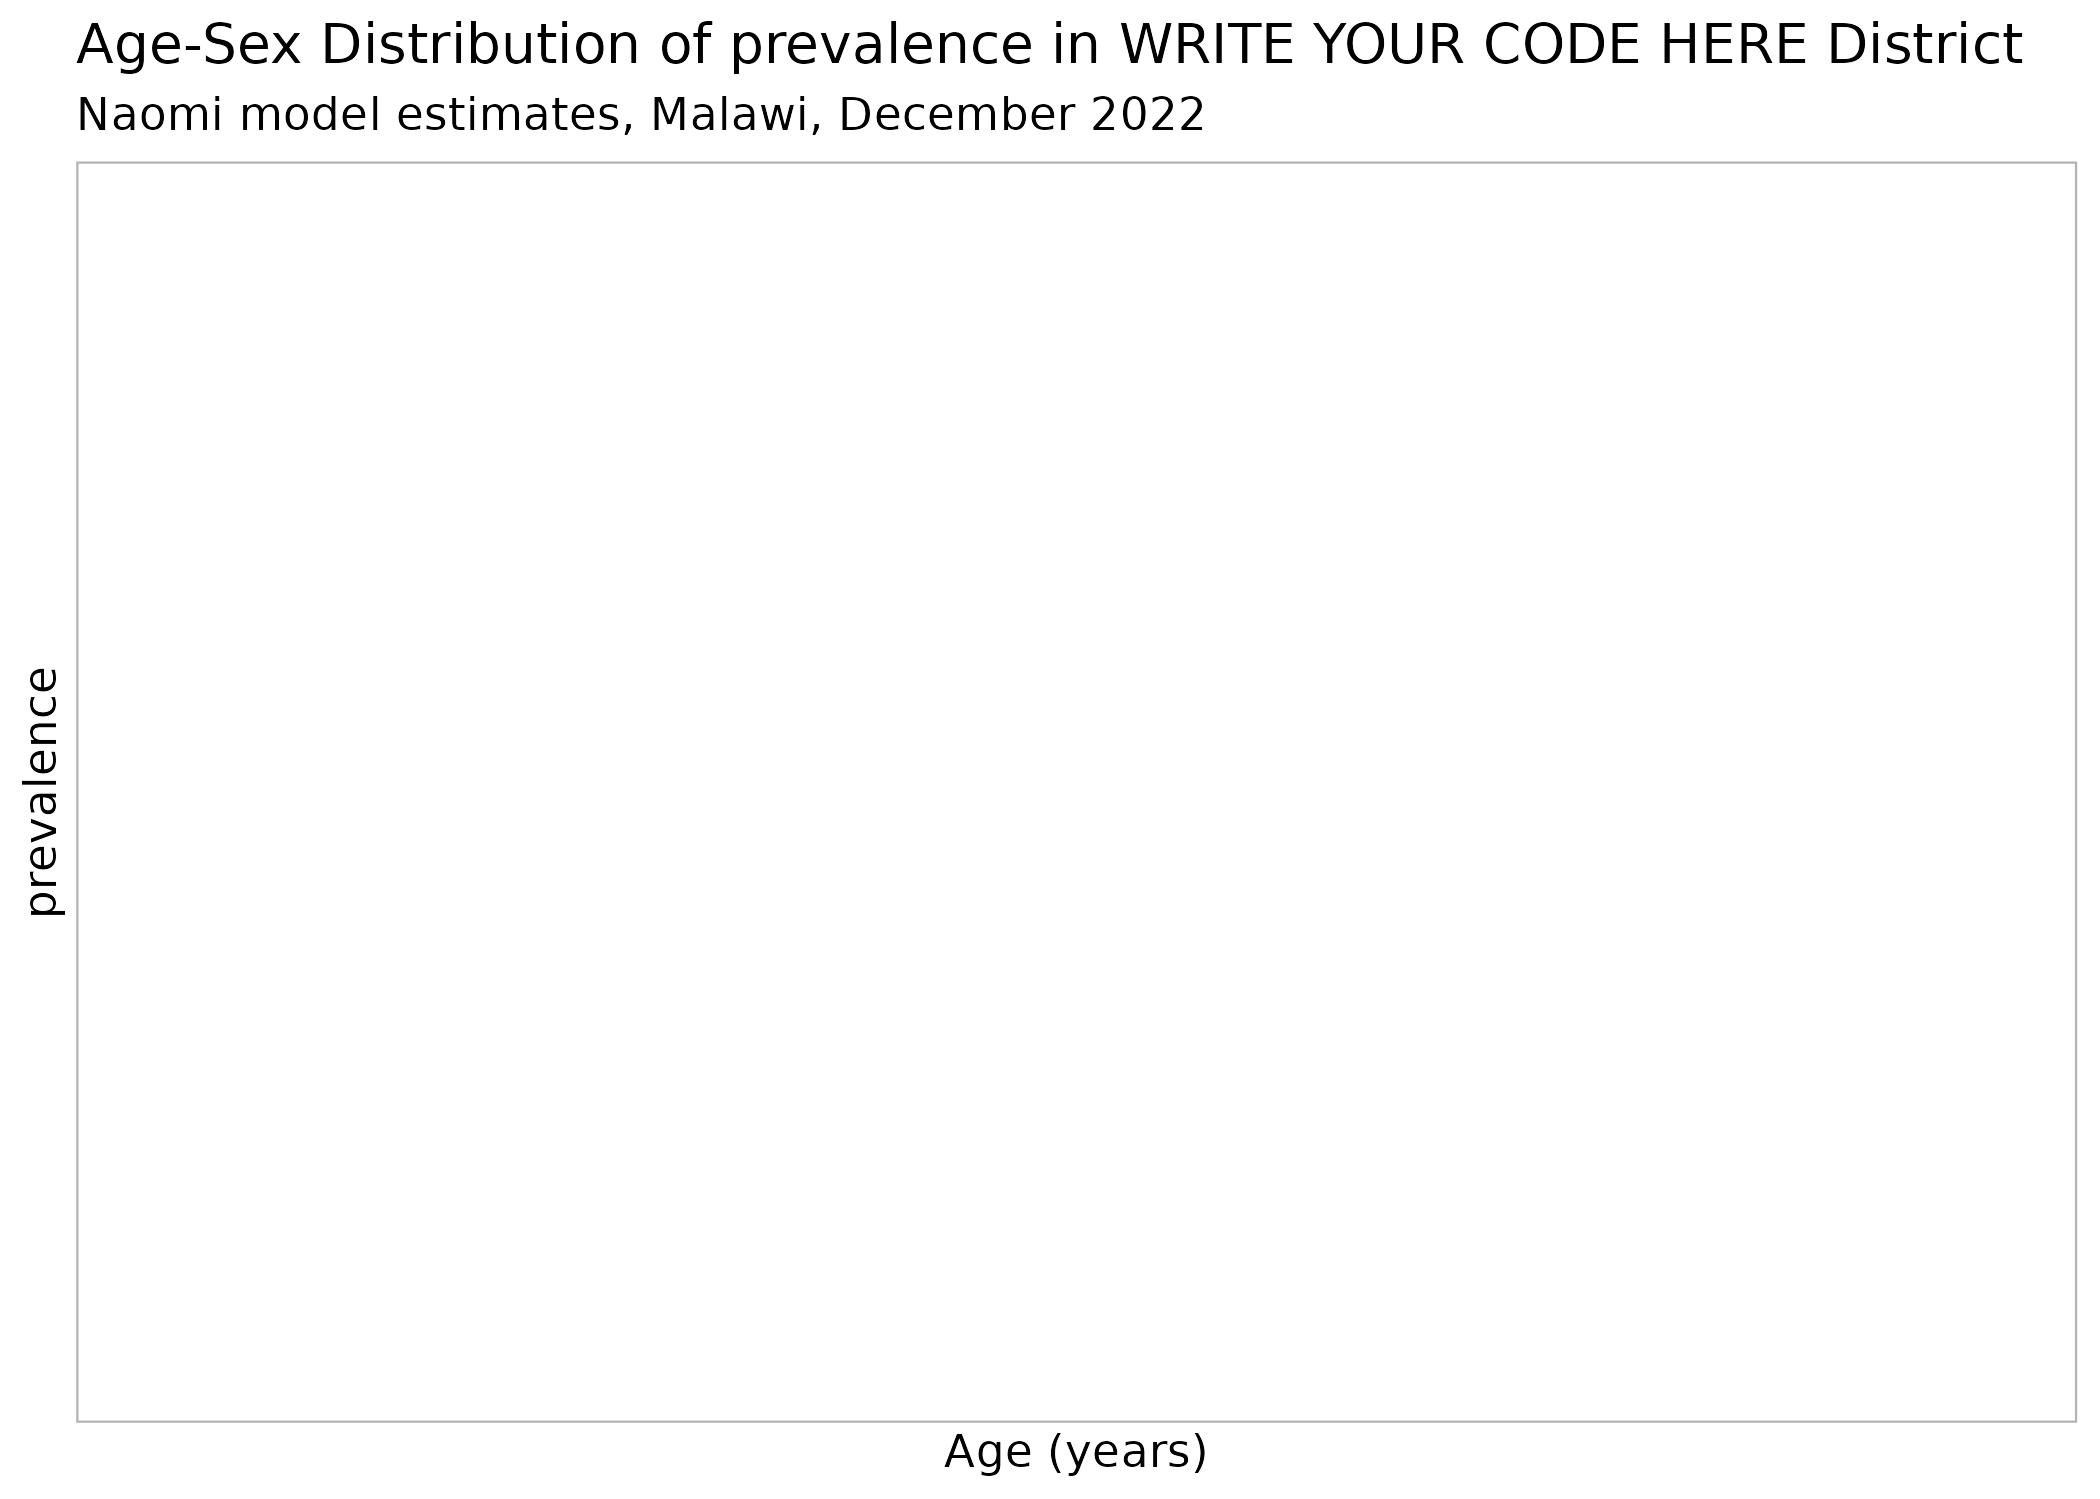 Age-Sex Distribution of prevalence in WRITE YOUR CODE HERE District
Naomi model estimates, Malawi, December 2022
prevalence
Age (years)